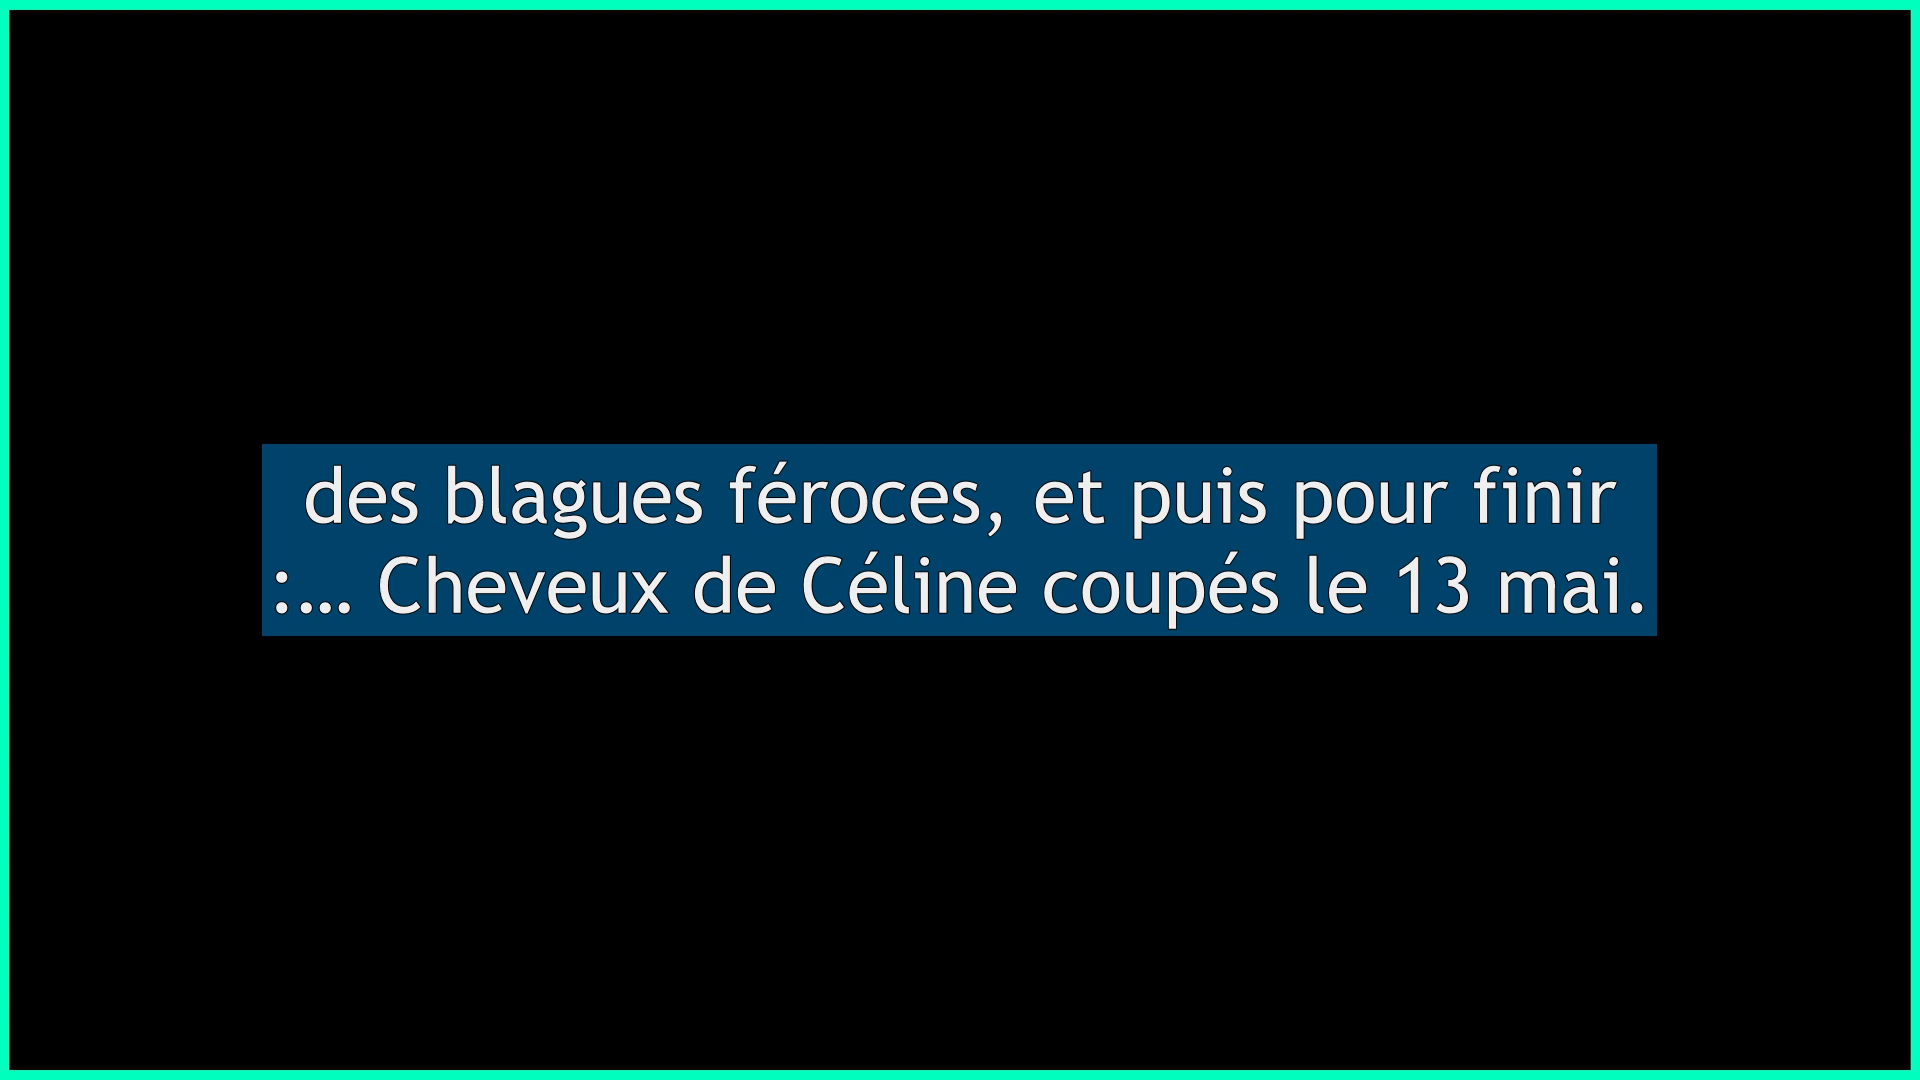 des blagues féroces, et puis pour finir
:… Cheveux de Céline coupés le 13 mai.